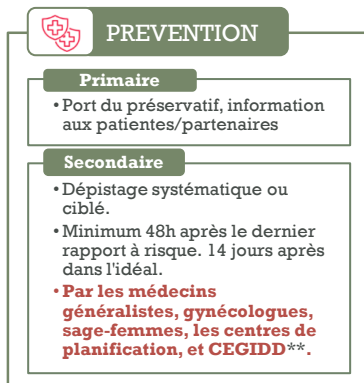 PREVENTION
Primaire
• Port du préservatif, information
aux patientes/partenaires
Secondaire
• Dépistage systématique ou
ciblé.
• Minimum 48h après le dernier
rapport à risque. 14 jours après
dans l'idéal.
• Par les médecins
généralistes, gynécologues,
sage-femmes, les centres de
planification, et CEGIDD**.